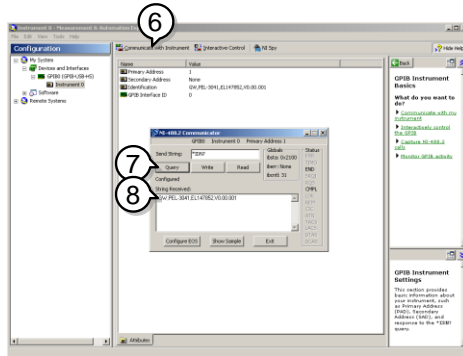 Instrument 0 - Measurement & Automation Explorer
File Edit View Tools Help
Configuration
My System
Devices and Interfaces
GPIB0 (GPIB-USB-HS)
Instrument 0
Software
Remote Systems
6
Communicate with Instrument Interactive Control NI Spy
Hide Help
Name Value
Primary Address 1
Secondary Address None
Identification GW,PEL-3041,EL147852,V0.00.001
GPIB Interface ID 0
NI-488.2 Communicator
GPIB0 Instrument 0 Primary Address 1
Send String: *IDN?
7
Query Write Read
Configured
String Received:
8
GW,PEL-3041,EL147852,V0.00.001
Configure EOS Show Sample Exit
Globals
ibsta: 0x2100
iberr: None
ibcntl: 31
Status
END
CMPL
Attributes
Back
GPIB Instrument
Basics
What do you want to
do?
Communicate with my
instrument
Interactively control
the GPIB
Capture NI-488.2
calls
Monitor GPIB activity
GPIB Instrument
Settings
This section provides
basic information about
your instrument, such
as Primary Address
(PAD), Secondary
Address (SAD), and
response to the *IDN?
query.